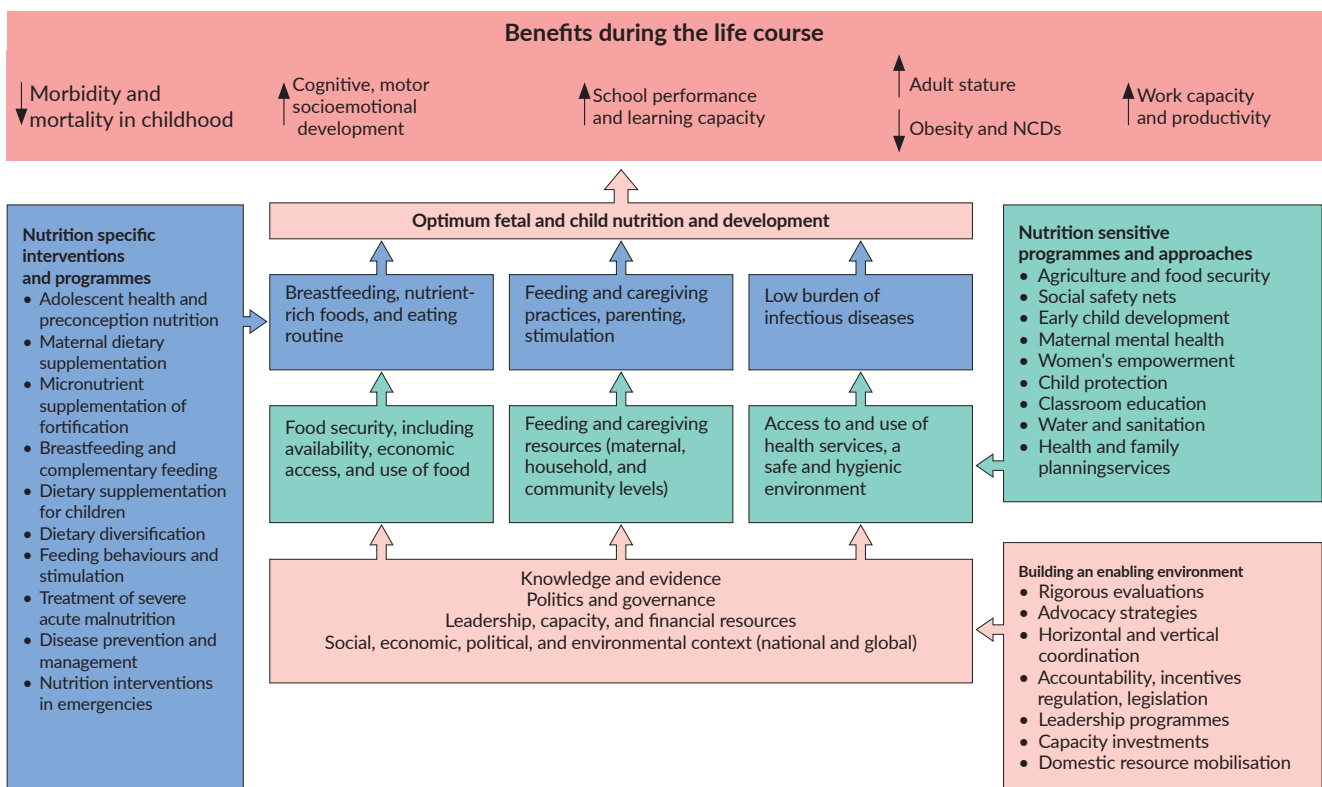 Benefits during the life course
Morbidity and
mortality in childhood
Cognitive, motor
socioemotional
development
School performance
and learning capacity
Adult stature
Obesity and NCDs
Work capacity
and productivity
Optimum fetal and child nutrition and development
Nutrition specific
interventions
and programmes
• Adolescent health and
preconception nutrition
• Maternal dietary
supplementation
• Micronutrient
supplementation of
fortification
• Breastfeeding and
complementary feeding
• Dietary supplementation
for children
• Dietary diversification
• Feeding behaviours and
stimulation
• Treatment of severe
acute malnutrition
• Disease prevention and
management
• Nutrition interventions
in emergencies
Breastfeeding, nutrient-
rich foods, and eating
routine
Feeding and caregiving
practices, parenting,
stimulation
Low burden of
infectious diseases
Food security, including
availability, economic
access, and use of food
Feeding and caregiving
resources (maternal,
household, and
community levels)
Access to and use of
health services, a
safe and hygienic
environment
Knowledge and evidence
Politics and governance
Leadership, capacity, and financial resources
Social, economic, political, and environmental context (national and global)
Nutrition sensitive
programmes and approaches
• Agriculture and food security
• Social safety nets
• Early child development
• Maternal mental health
• Women's empowerment
• Child protection
• Classroom education
• Water and sanitation
• Health and family
planningservices
Building an enabling environment
• Rigorous evaluations
• Advocacy strategies
• Horizontal and vertical
coordination
• Accountability, incentives
regulation, legislation
• Leadership programmes
• Capacity investments
• Domestic resource mobilisation